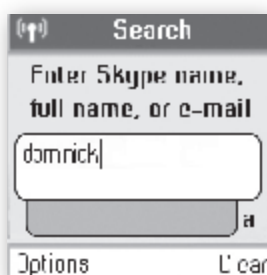 Search
Enter Skype name,
full name, or e-mail
domnick
a
Options